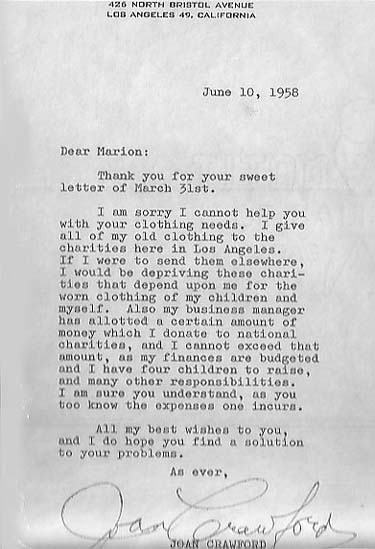 426 NORTH BRISTOL AVENUE
LOS ANGELES 49, CALIFORNIA
June 10, 1958
Dear Marion:
Thank you for your sweet
letter of March 31st.
I am sorry I cannot help you
with your clothing needs. I give
all of my old clothing to the
charities here in Los Angeles.
If I were to send them elsewhere,
I would be depriving these chari-
ties that depend upon me for the
worn clothing of my children and
myself. Also my business manager
has allotted a certain amount of
money which I donate to national
charities, and I cannot exceed that
amount, as my finances are budgeted
and I have four children to raise,
and many other responsibilities.
I am sure you understand, as you
too know the expenses one incurs.
All my best wishes to you,
and I do hope you find a solution
to your problems.
As ever,
Joan Crawford
JOAN CRAWFORD